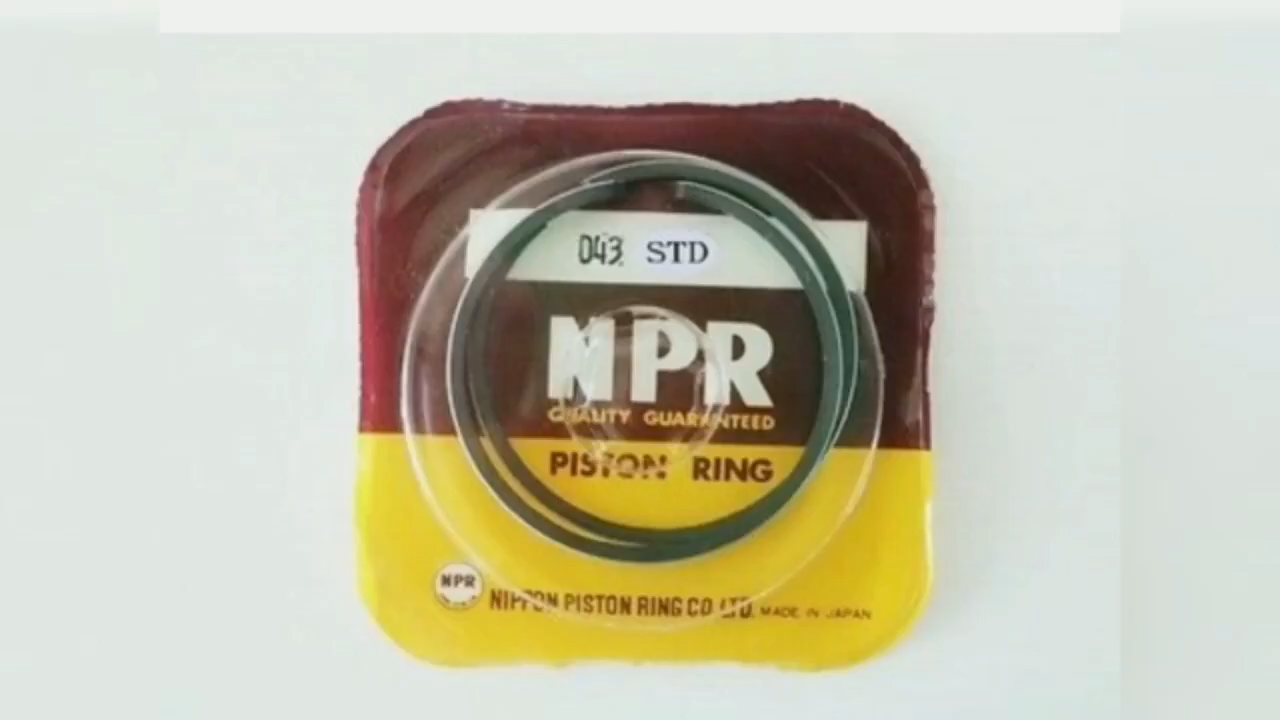 043 STD
NPR
QUALITY GUARANTEED
PISTON RING
NPR
NIPPON PISTON RING CO. LTD. MADE IN JAPAN